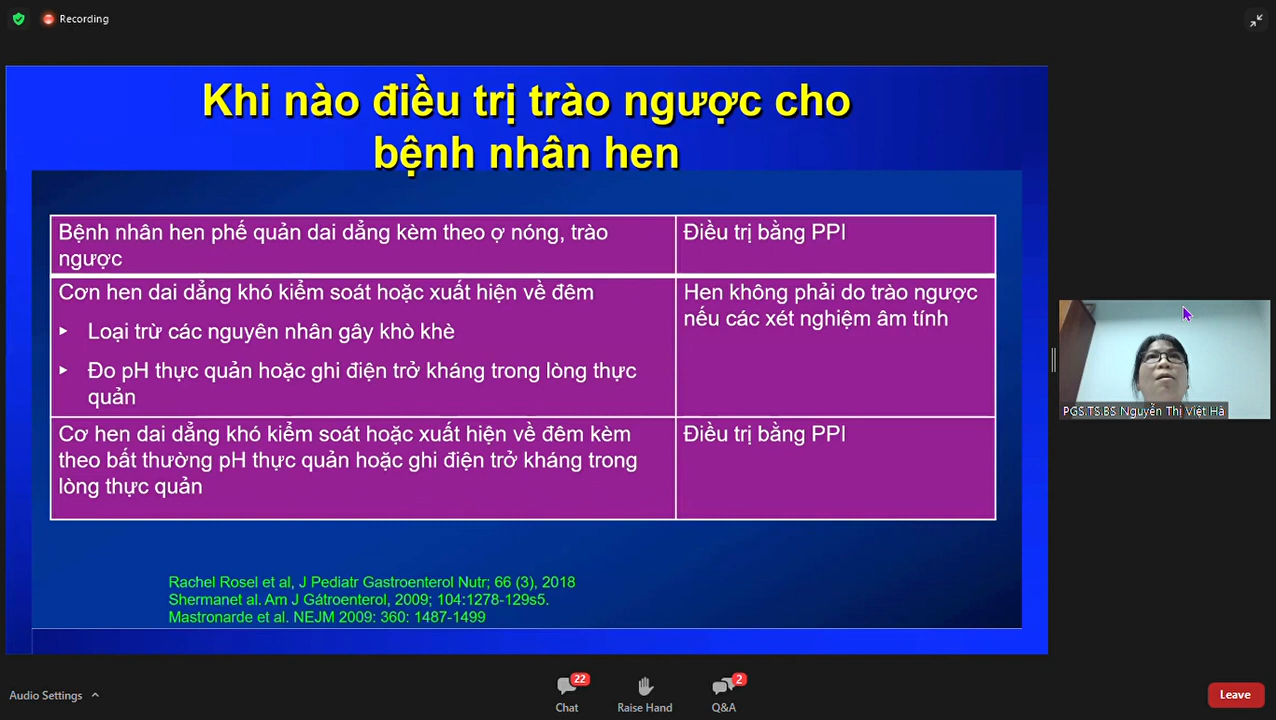 Recording
Khi nào điều trị trào ngược cho
bệnh nhân hen
Bệnh nhân hen phế quản dai dẳng kèm theo ợ nóng, trào
ngược
Điều trị bằng PPI
Cơn hen dai dẳng khó kiểm soát hoặc xuất hiện về đêm
Loại trừ các nguyên nhân gây khò khè
Đo pH thực quản hoặc ghi điện trở kháng trong lòng thực
quản
Hen không phải do trào ngược
nếu các xét nghiệm âm tính
Cơ hen dai dẳng khó kiểm soát hoặc xuất hiện về đêm kèm
theo bất thường pH thực quản hoặc ghi điện trở kháng trong
lòng thực quản
Điều trị bằng PPI
Rachel Rosel et al, J Pediatr Gastroenterol Nutr; 66 (3), 2018
Shermanet al. Am J Gátroenterol, 2009; 104:1278-129s5.
Mastronarde et al. NEJM 2009: 360: 1487-1499
PGS.TS.BS Nguyễn Thị Việt Hà
Audio Settings
22
Chat
Raise Hand
2
Q&A
Leave